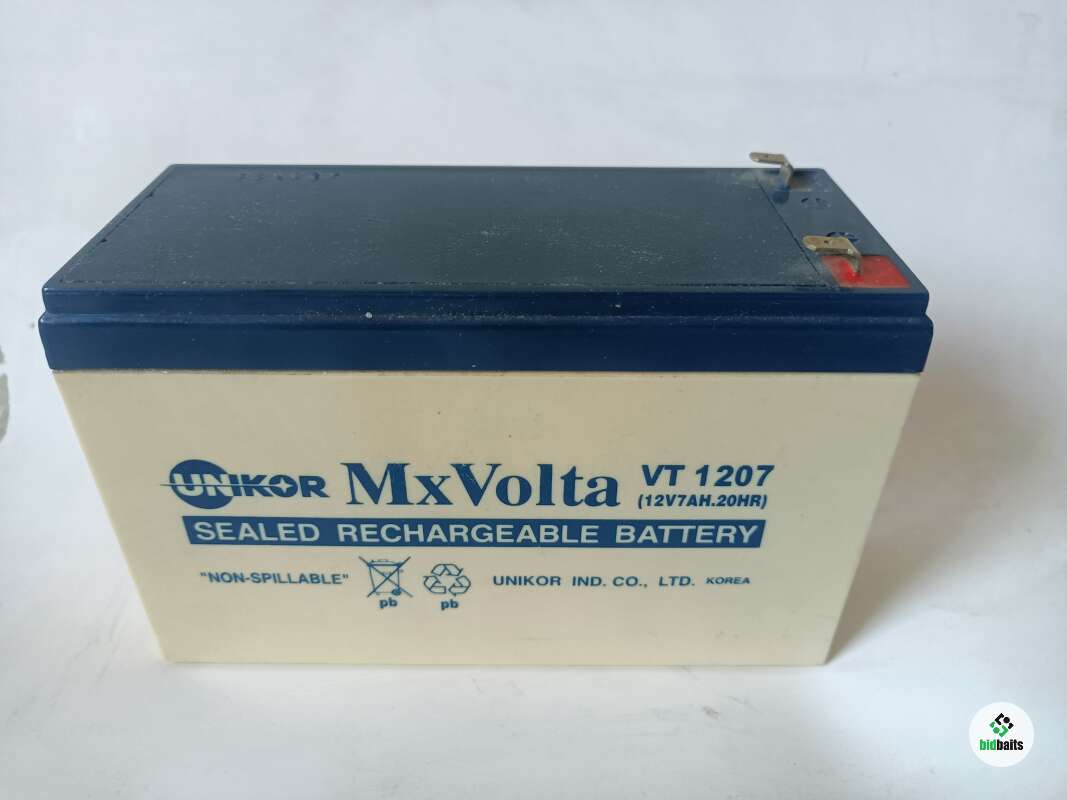 UNIKOR MxVolta VT 1207
(12V7AH.20HR)
SEALED RECHARGEABLE BATTERY
"NON-SPILLABLE"
pb
pb
UNIKOR IND. CO., LTD. KOREA
bidbaits